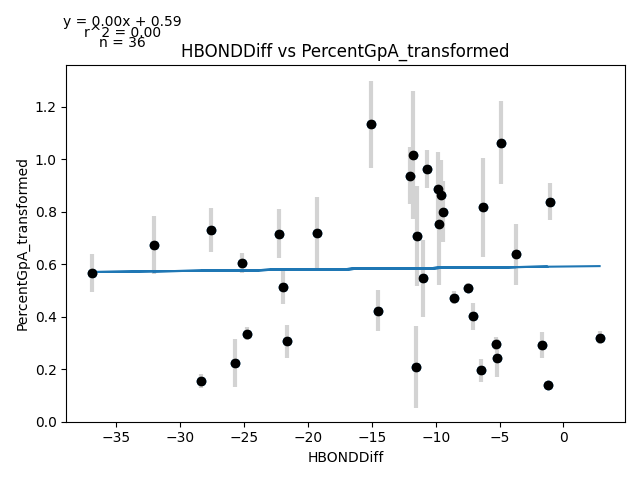 y = 0.00x + 0.59
r^2 = 0.00
n = 36
HBONDDiff vs PercentGpA_transformed
PercentGpA_transformed
1.2
1.0
0.8
0.6
0.4
0.2
0.0
−35 −30 −25 −20 −15 −10 −5 0
HBONDDiff